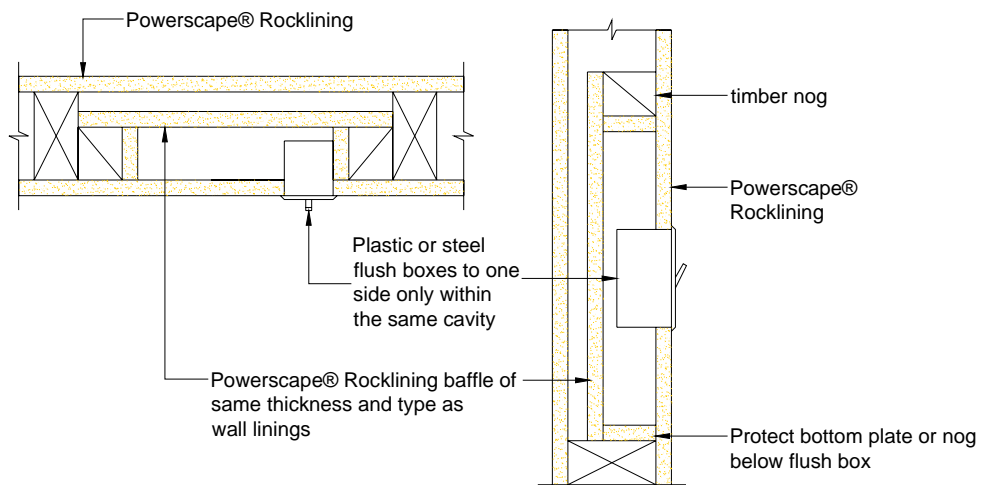 Powerscape® Rocklining
timber nog
Powerscape®
Rocklining
Plastic or steel
flush boxes to one
side only within
the same cavity
Powerscape® Rocklining baffle of
same thickness and type as
wall linings
Protect bottom plate or nog
below flush box